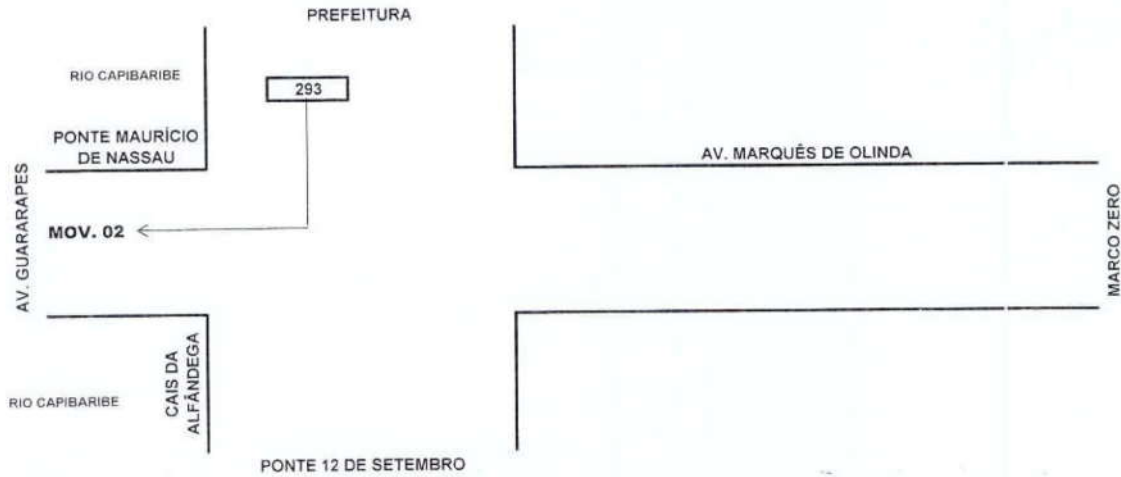 PREFEITURA
RIO CAPIBARIBE
293
PONTE MAURÍCIO
DE NASSAU
AV. MARQUÊS DE OLINDA
AV. GUARARAPES
MOV. 02
MARCO ZERO
CAIS DA
ALFÂNDEGA
RIO CAPIBARIBE
PONTE 12 DE SETEMBRO